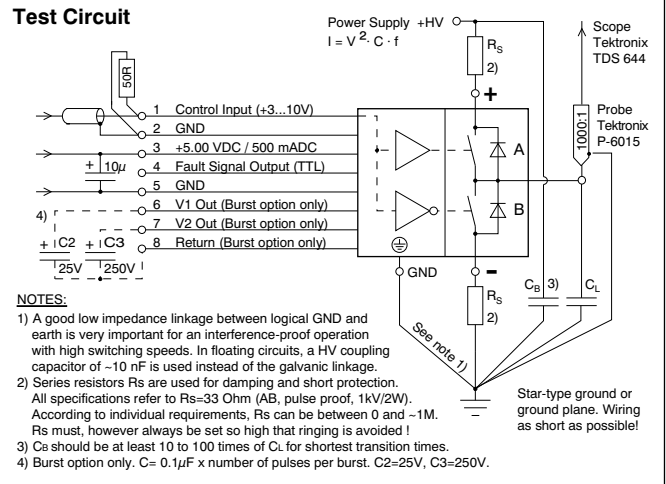 Test Circuit
Power Supply +HV
I = V 2. C · f
RS
2)
Scope
Tektronix
TDS 644
50R
+
Probe
Tektronix
P-6015
1000:1
1 Control Input (+3...10V)
2 GND
3 +5.00 VDC / 500 mADC
+ 10µ
4 Fault Signal Output (TTL)
5 GND
6 V1 Out (Burst option only)
7 V2 Out (Burst option only)
8 Return (Burst option only)
A
B
4)
+ C2
25V
+ C3
250V
GND
–
RS
2)
CB 3)
CL
See note 1)
Star-type ground or
ground plane. Wiring
as short as possible!
NOTES:
1) A good low impedance linkage between logical GND and
earth is very important for an interference-proof operation
with high switching speeds. In floating circuits, a HV coupling
capacitor of ~10 nF is used instead of the galvanic linkage.
2) Series resistors Rs are used for damping and short protection.
All specifications refer to Rs=33 Ohm (AB, pulse proof, 1kV/2W).
According to individual requirements, Rs can be between 0 and ~1M.
Rs must, however always be set so high that ringing is avoided !
3) CB should be at least 10 to 100 times of CL for shortest transition times.
4) Burst option only. C= 0.1µF x number of pulses per burst. C2=25V, C3=250V.